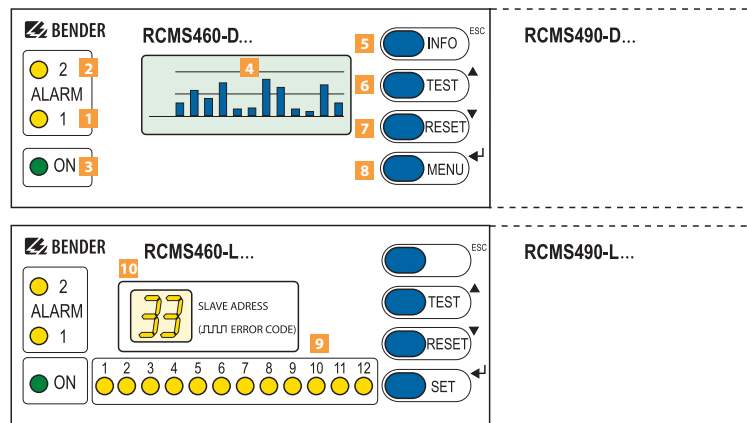 BENDER
RCMS460-D...
5 INFO ESC
RCMS490-D...
2 2
4
ALARM
6 TEST
1 1
7 RESET
ON 3
8 MENU
BENDER
RCMS460-L...
ESC
RCMS490-L...
10
2
33 SLAVE ADRESS
TEST
ALARM
(ERROR CODE)
1
9
RESET
1 2 3 4 5 6 7 8 9 10 11 12
ON
SET